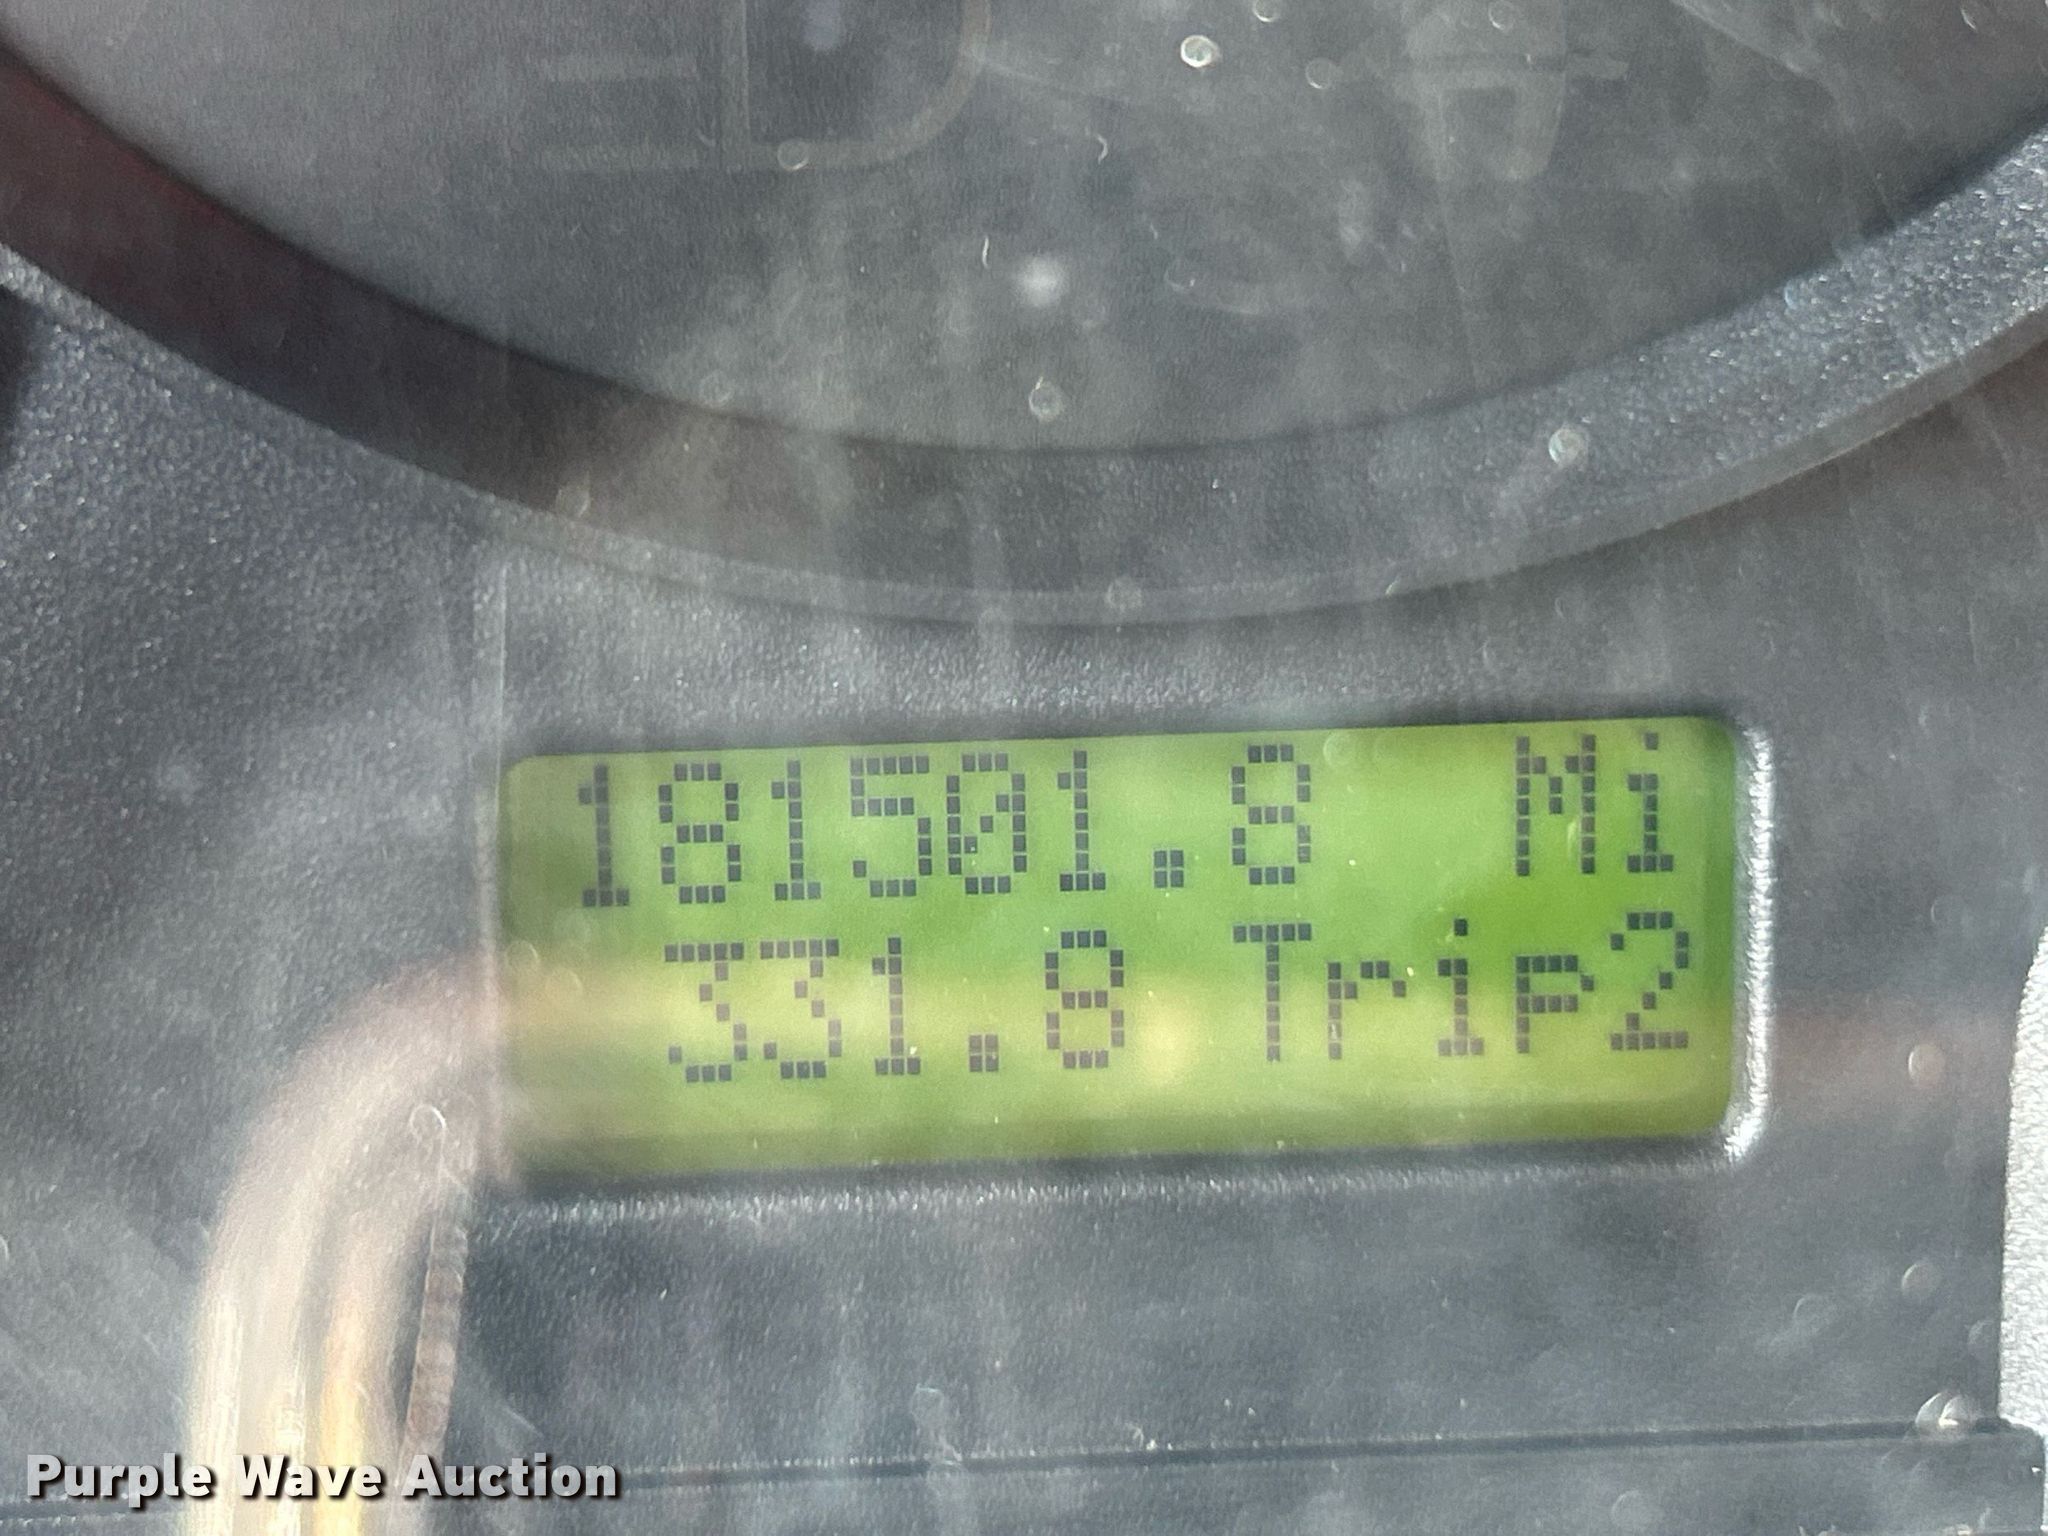 181501.8 Mi
331.8 Trip2
Purple Wave Auction